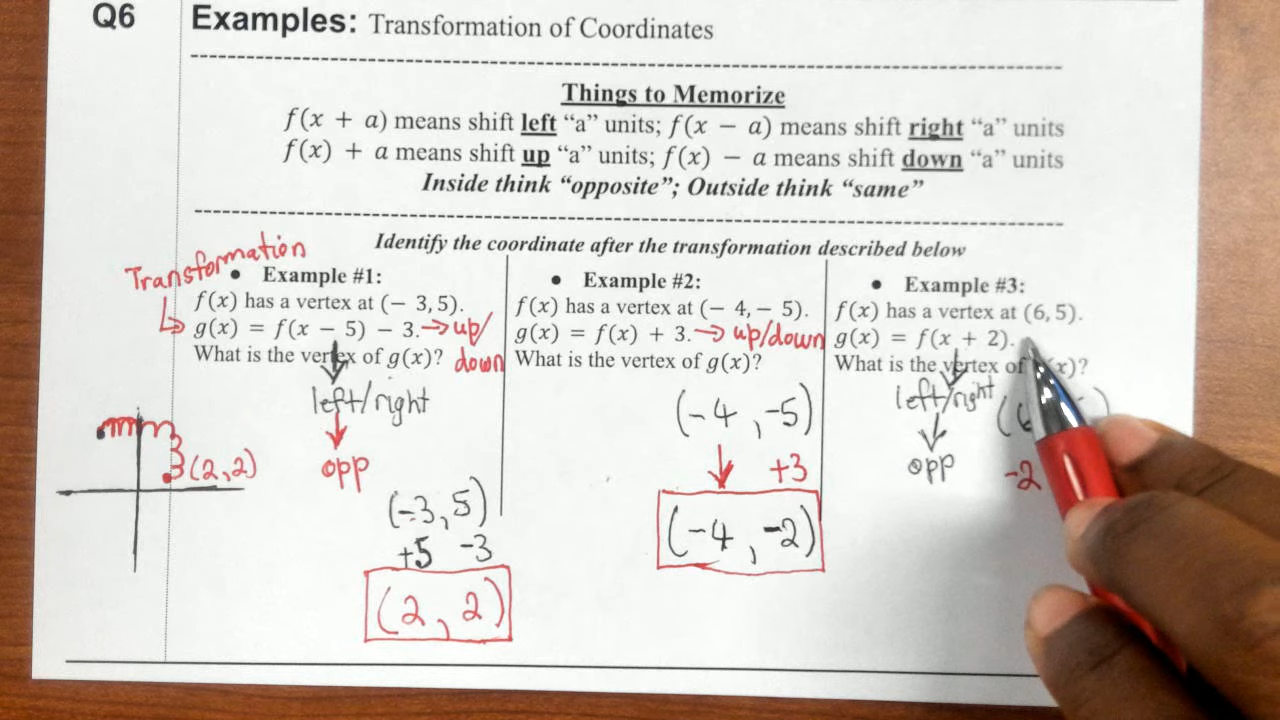 Q6 Examples: Transformation of Coordinates
Things to Memorize
f(x + a) means shift left “a” units; f(x − a) means shift right “a” units
f(x) + a means shift up “a” units; f(x) − a means shift down “a” units
Inside think “opposite”; Outside think “same”
Identify the coordinate after the transformation described below
Transformation
• Example #1:
f(x) has a vertex at (− 3, 5).
g(x) = f(x − 5) − 3. → up/
What is the vertex of g(x)? down
left/right
opp
(2, 2)
(-3, 5)
+5 -3
(2, 2)
• Example #2:
f(x) has a vertex at (− 4, − 5).
g(x) = f(x) + 3. → up/down
What is the vertex of g(x)?
(-4, -5)
+3
(-4, -2)
• Example #3:
f(x) has a vertex at (6, 5).
g(x) = f(x + 2).
What is the vertex of (x)?
left/right (6 )
opp -2